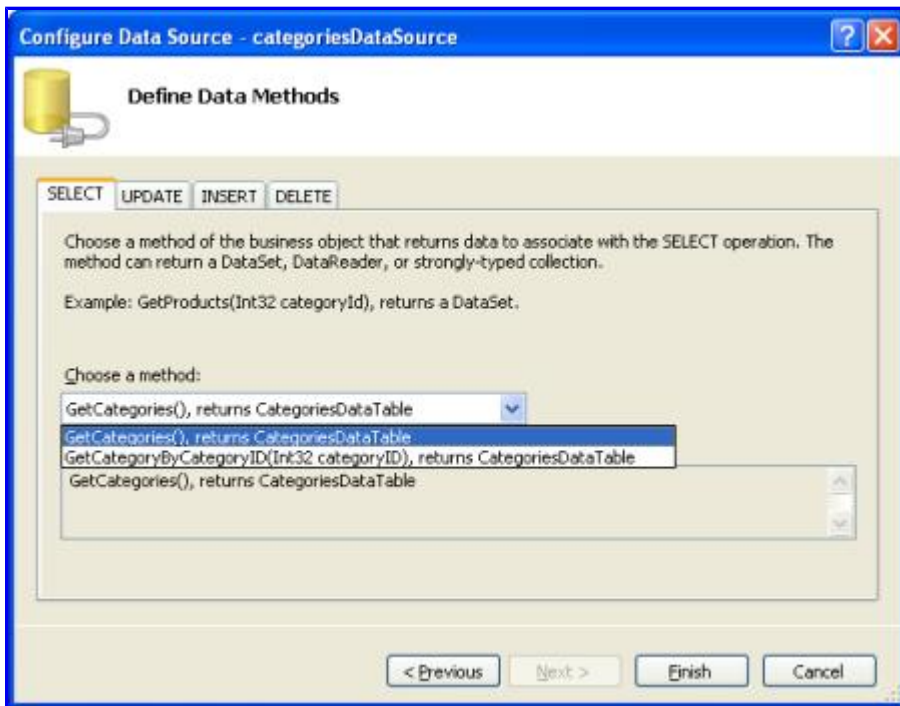 Configure Data Source - categoriesDataSource
Define Data Methods
SELECT UPDATE INSERT DELETE
Choose a method of the business object that returns data to associate with the SELECT operation. The
method can return a DataSet, DataReader, or strongly-typed collection.
Example: GetProducts(Int32 categoryId), returns a DataSet.
Choose a method:
GetCategories(), returns CategoriesDataTable
GetCategories(), returns CategoriesDataTable
GetCategoryByCategoryID(Int32 categoryID), returns CategoriesDataTable
GetCategories(), returns CategoriesDataTable
< Previous Next > Finish Cancel